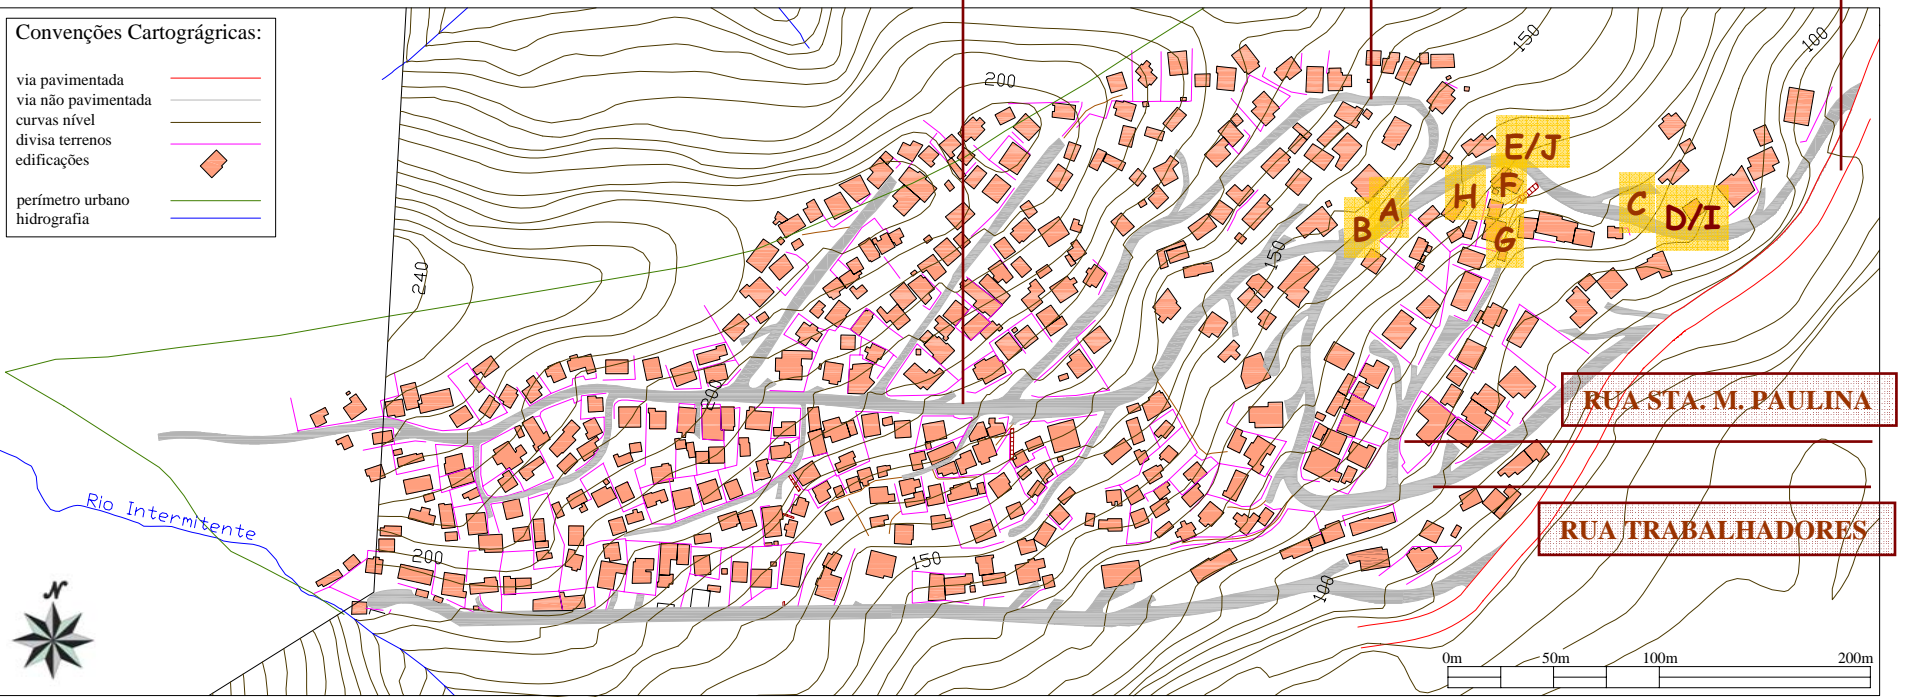 Convenções Cartográgricas:
via pavimentada
via não pavimentada
curvas nível
divisa terrenos
edificações
perímetro urbano
hidrografia
200
150
100
E/J
H
F
A
B
G
C
D/I
240
150
200
RUA STA. M. PAULINA
Rio Intermitente
RUA TRABALHADORES
200
150
100
N
0m
50m
100m
200m